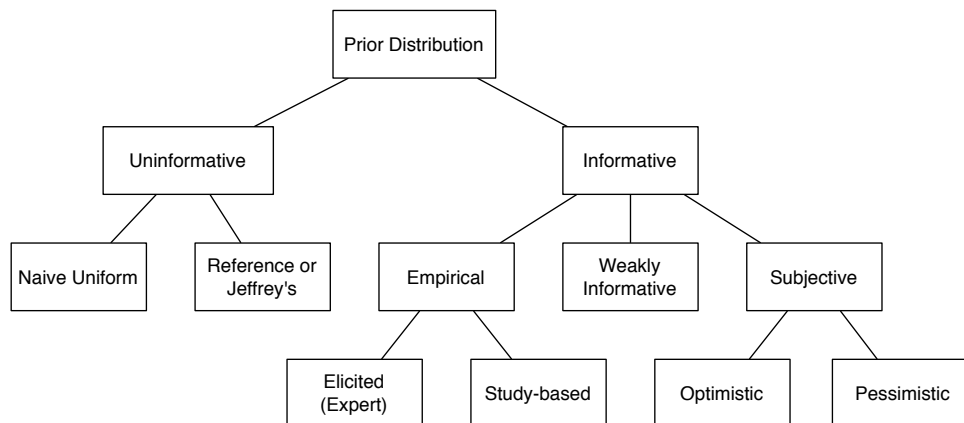 Prior Distribution
Uninformative
Informative
Naive Uniform
Reference or
Jeffrey's
Empirical
Weakly
Informative
Subjective
Elicited
(Expert)
Study-based
Optimistic
Pessimistic